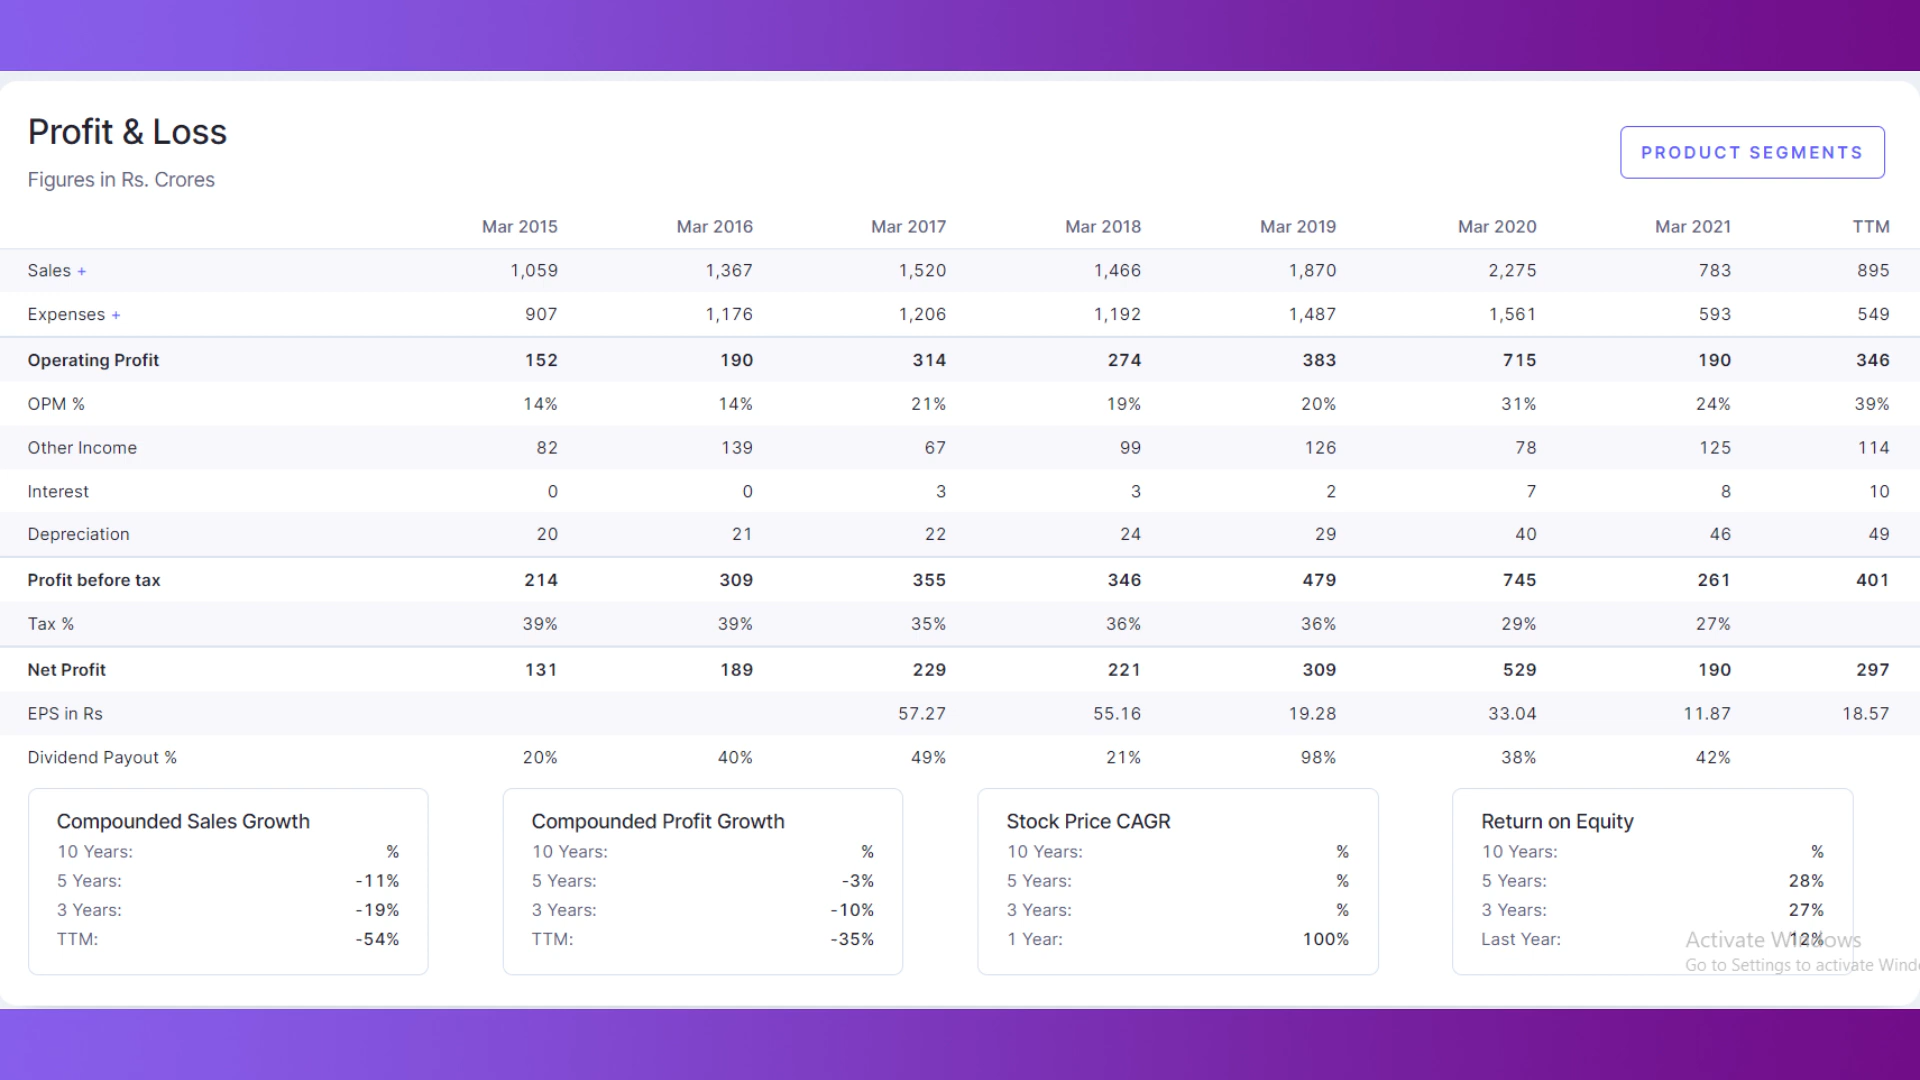 Profit & Loss
PRODUCT SEGMENTS
Figures in Rs. Crores
Mar 2015 Mar 2016 Mar 2017 Mar 2018 Mar 2019 Mar 2020 Mar 2021 TTM
Sales + 1,059 1,367 1,520 1,466 1,870 2,275 783 895
Expenses + 907 1,176 1,206 1,192 1,487 1,561 593 549
Operating Profit 152 190 314 274 383 715 190 346
OPM % 14% 14% 21% 19% 20% 31% 24% 39%
Other Income 82 139 67 99 126 78 125 114
Interest 0 0 3 3 2 7 8 10
Depreciation 20 21 22 24 29 40 46 49
Profit before tax 214 309 355 346 479 745 261 401
Tax % 39% 39% 35% 36% 36% 29% 27%
Net Profit 131 189 229 221 309 529 190 297
EPS in Rs 57.27 55.16 19.28 33.04 11.87 18.57
Dividend Payout % 20% 40% 49% 21% 98% 38% 42%
Compounded Sales Growth
10 Years: %
5 Years: -11%
3 Years: -19%
TTM: -54%
Compounded Profit Growth
10 Years: %
5 Years: -3%
3 Years: -10%
TTM: -35%
Stock Price CAGR
10 Years: %
5 Years: %
3 Years: %
1 Year: 100%
Return on Equity
10 Years: %
5 Years: 28%
3 Years: 27%
Last Year: 12%
Activate Windows
Go to Settings to activate Wind